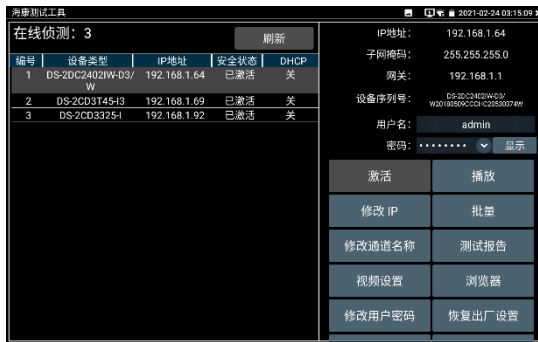 海康测试工具
2021-02-24 03:15:09
在线侦测：3
刷新
编号 设备类型 IP地址 安全状态 DHCP
1 DS-2DC2402IW-D3/W 192.168.1.64 已激活 关
2 DS-2CD3T45-I3 192.168.1.69 已激活 关
3 DS-2CD3325-I 192.168.1.92 已激活 关
IP地址： 192.168.1.64
子网掩码： 255.255.255.0
网关： 192.168.1.1
设备序列号： DS-2DC2402IW-D3/
用户名： admin
密码： •••••••• 显示
激活 播放
修改 IP 批量
修改通道名称 测试报告
视频设置 浏览器
修改用户密码 恢复出厂设置